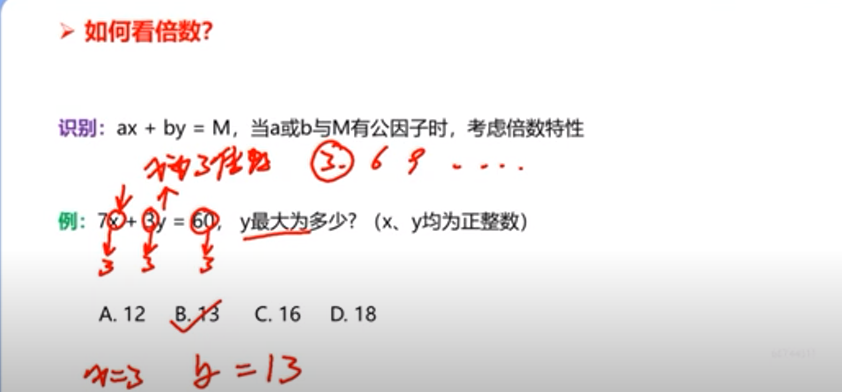 ➢ 如何看倍数?
识别：ax + by = M，当a或b与M有公因子时，考虑倍数特性
x为3倍数 3. 6 9 . . . .
例：7x + 3y = 60， y最大为多少?（x、y均为正整数）
3 3 3
A. 12 B. 13 C. 16 D. 18
x=3 y=13